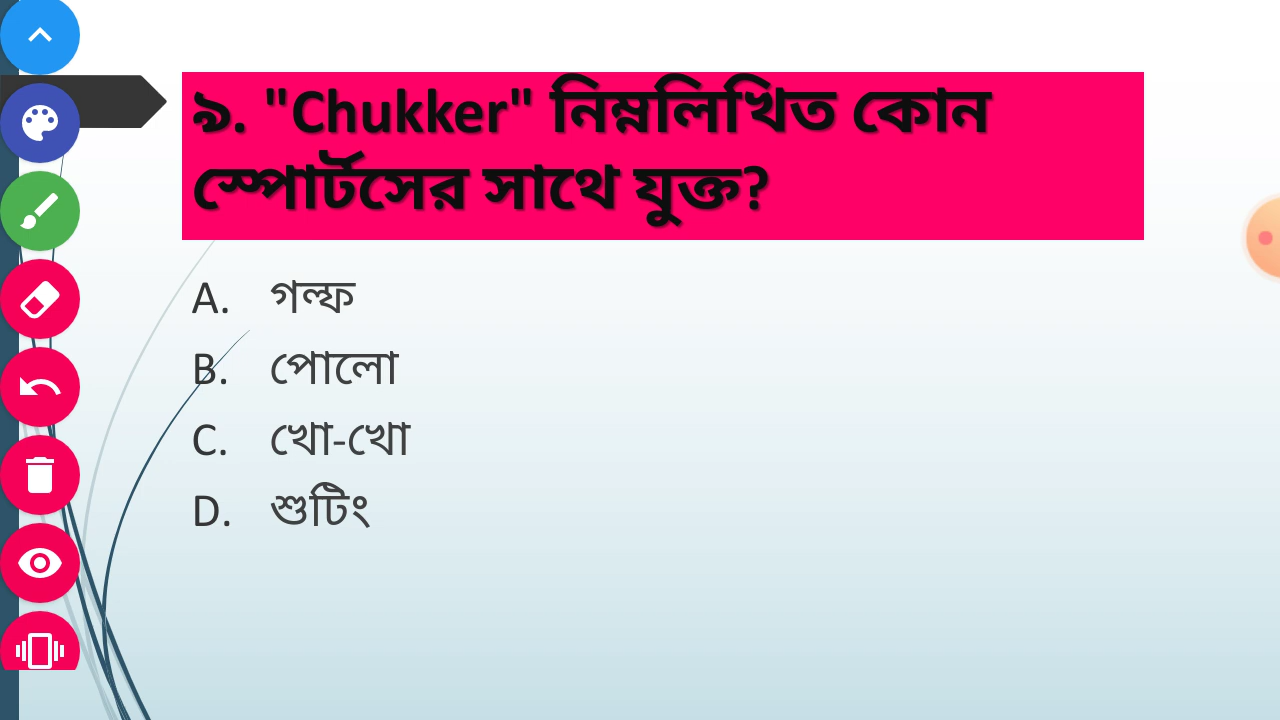 ৯. "Chukker" নিম্নলিখিত কোন
স্পোর্টসের সাথে যুক্ত?
A. গল্ফ
B. পোলো
C. খো-খো
D. শুটিং